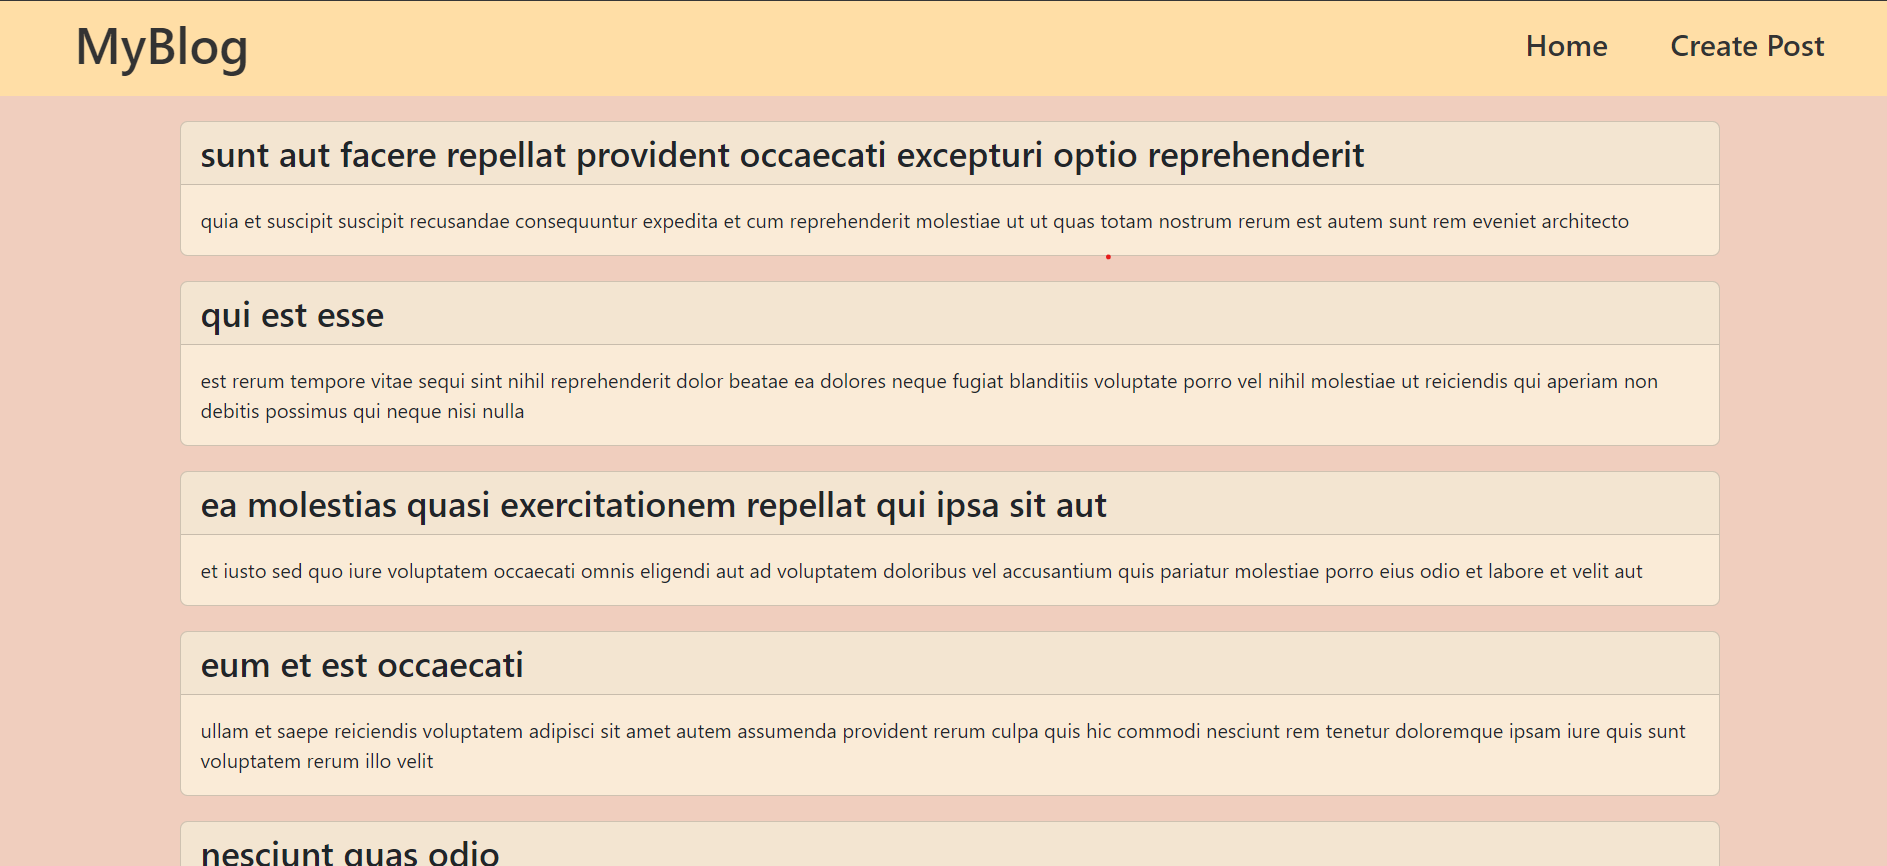 MyBlog
Home
Create Post
sunt aut facere repellat provident occaecati excepturi optio reprehenderit
quia et suscipit suscipit recusandae consequuntur expedita et cum reprehenderit molestiae ut ut quas totam nostrum rerum est autem sunt rem eveniet architecto
qui est esse
est rerum tempore vitae sequi sint nihil reprehenderit dolor beatae ea dolores neque fugiat blanditiis voluptate porro vel nihil molestiae ut reiciendis qui aperiam non
debitis possimus qui neque nisi nulla
ea molestias quasi exercitationem repellat qui ipsa sit aut
et iusto sed quo iure voluptatem occaecati omnis eligendi aut ad voluptatem doloribus vel accusantium quis pariatur molestiae porro eius odio et labore et velit aut
eum et est occaecati
ullam et saepe reiciendis voluptatem adipisci sit amet autem assumenda provident rerum culpa quis hic commodi nesciunt rem tenetur doloremque ipsam iure quis sunt
voluptatem rerum illo velit
nesciunt quas odio